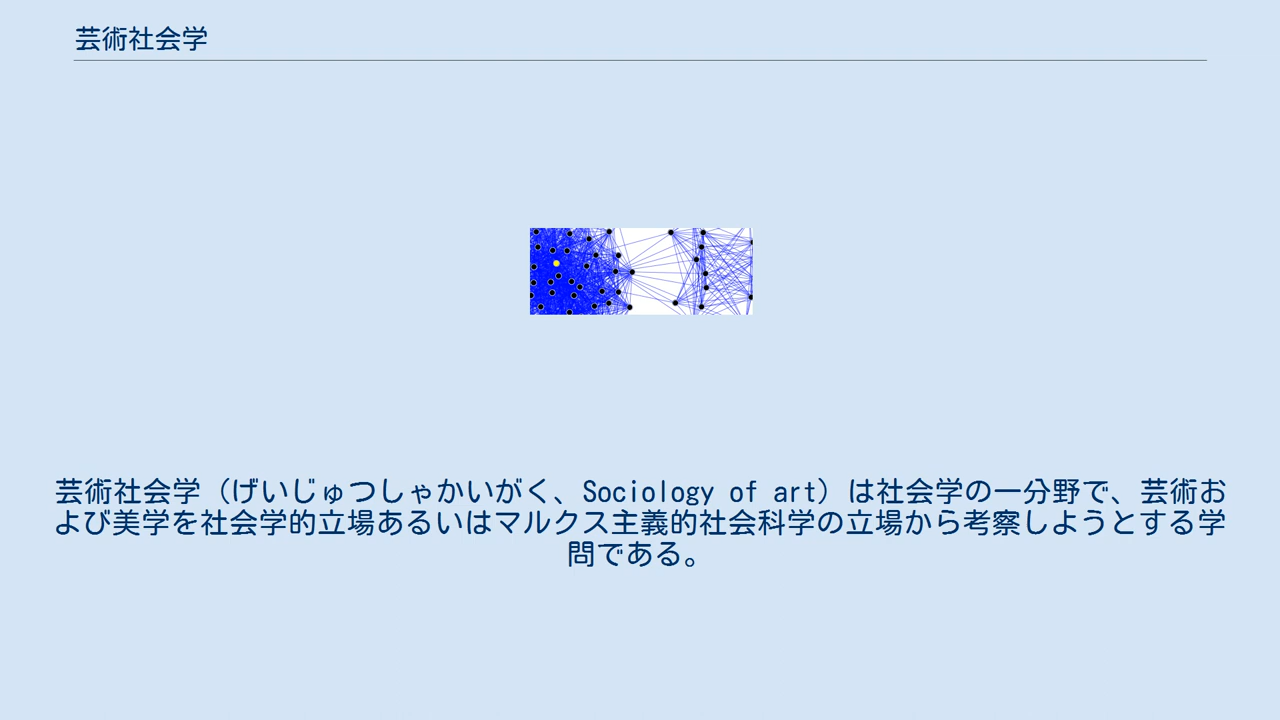 芸術社会学
芸術社会学（げいじゅつしゃかいがく、Sociology of art）は社会学の一分野で、芸術お
よび美学を社会学的立場あるいはマルクス主義的社会科学の立場から考察しようとする学
問である。